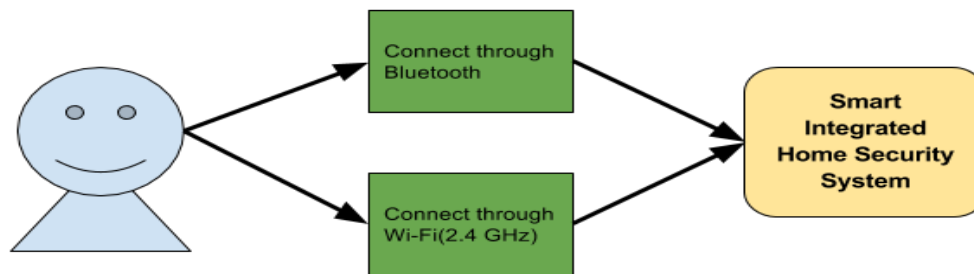 Connect through
Bluetooth
Smart
Integrated
Home Security
System
Connect through
Wi-Fi(2.4 GHz)